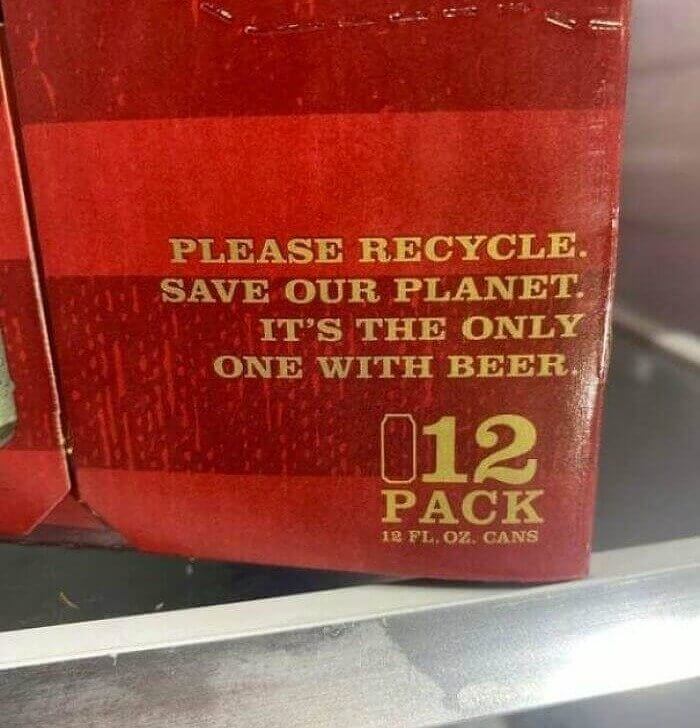 PLEASE RECYCLE.
SAVE OUR PLANET.
IT'S THE ONLY
ONE WITH BEER.
12
PACK
12 FL. OZ. CANS